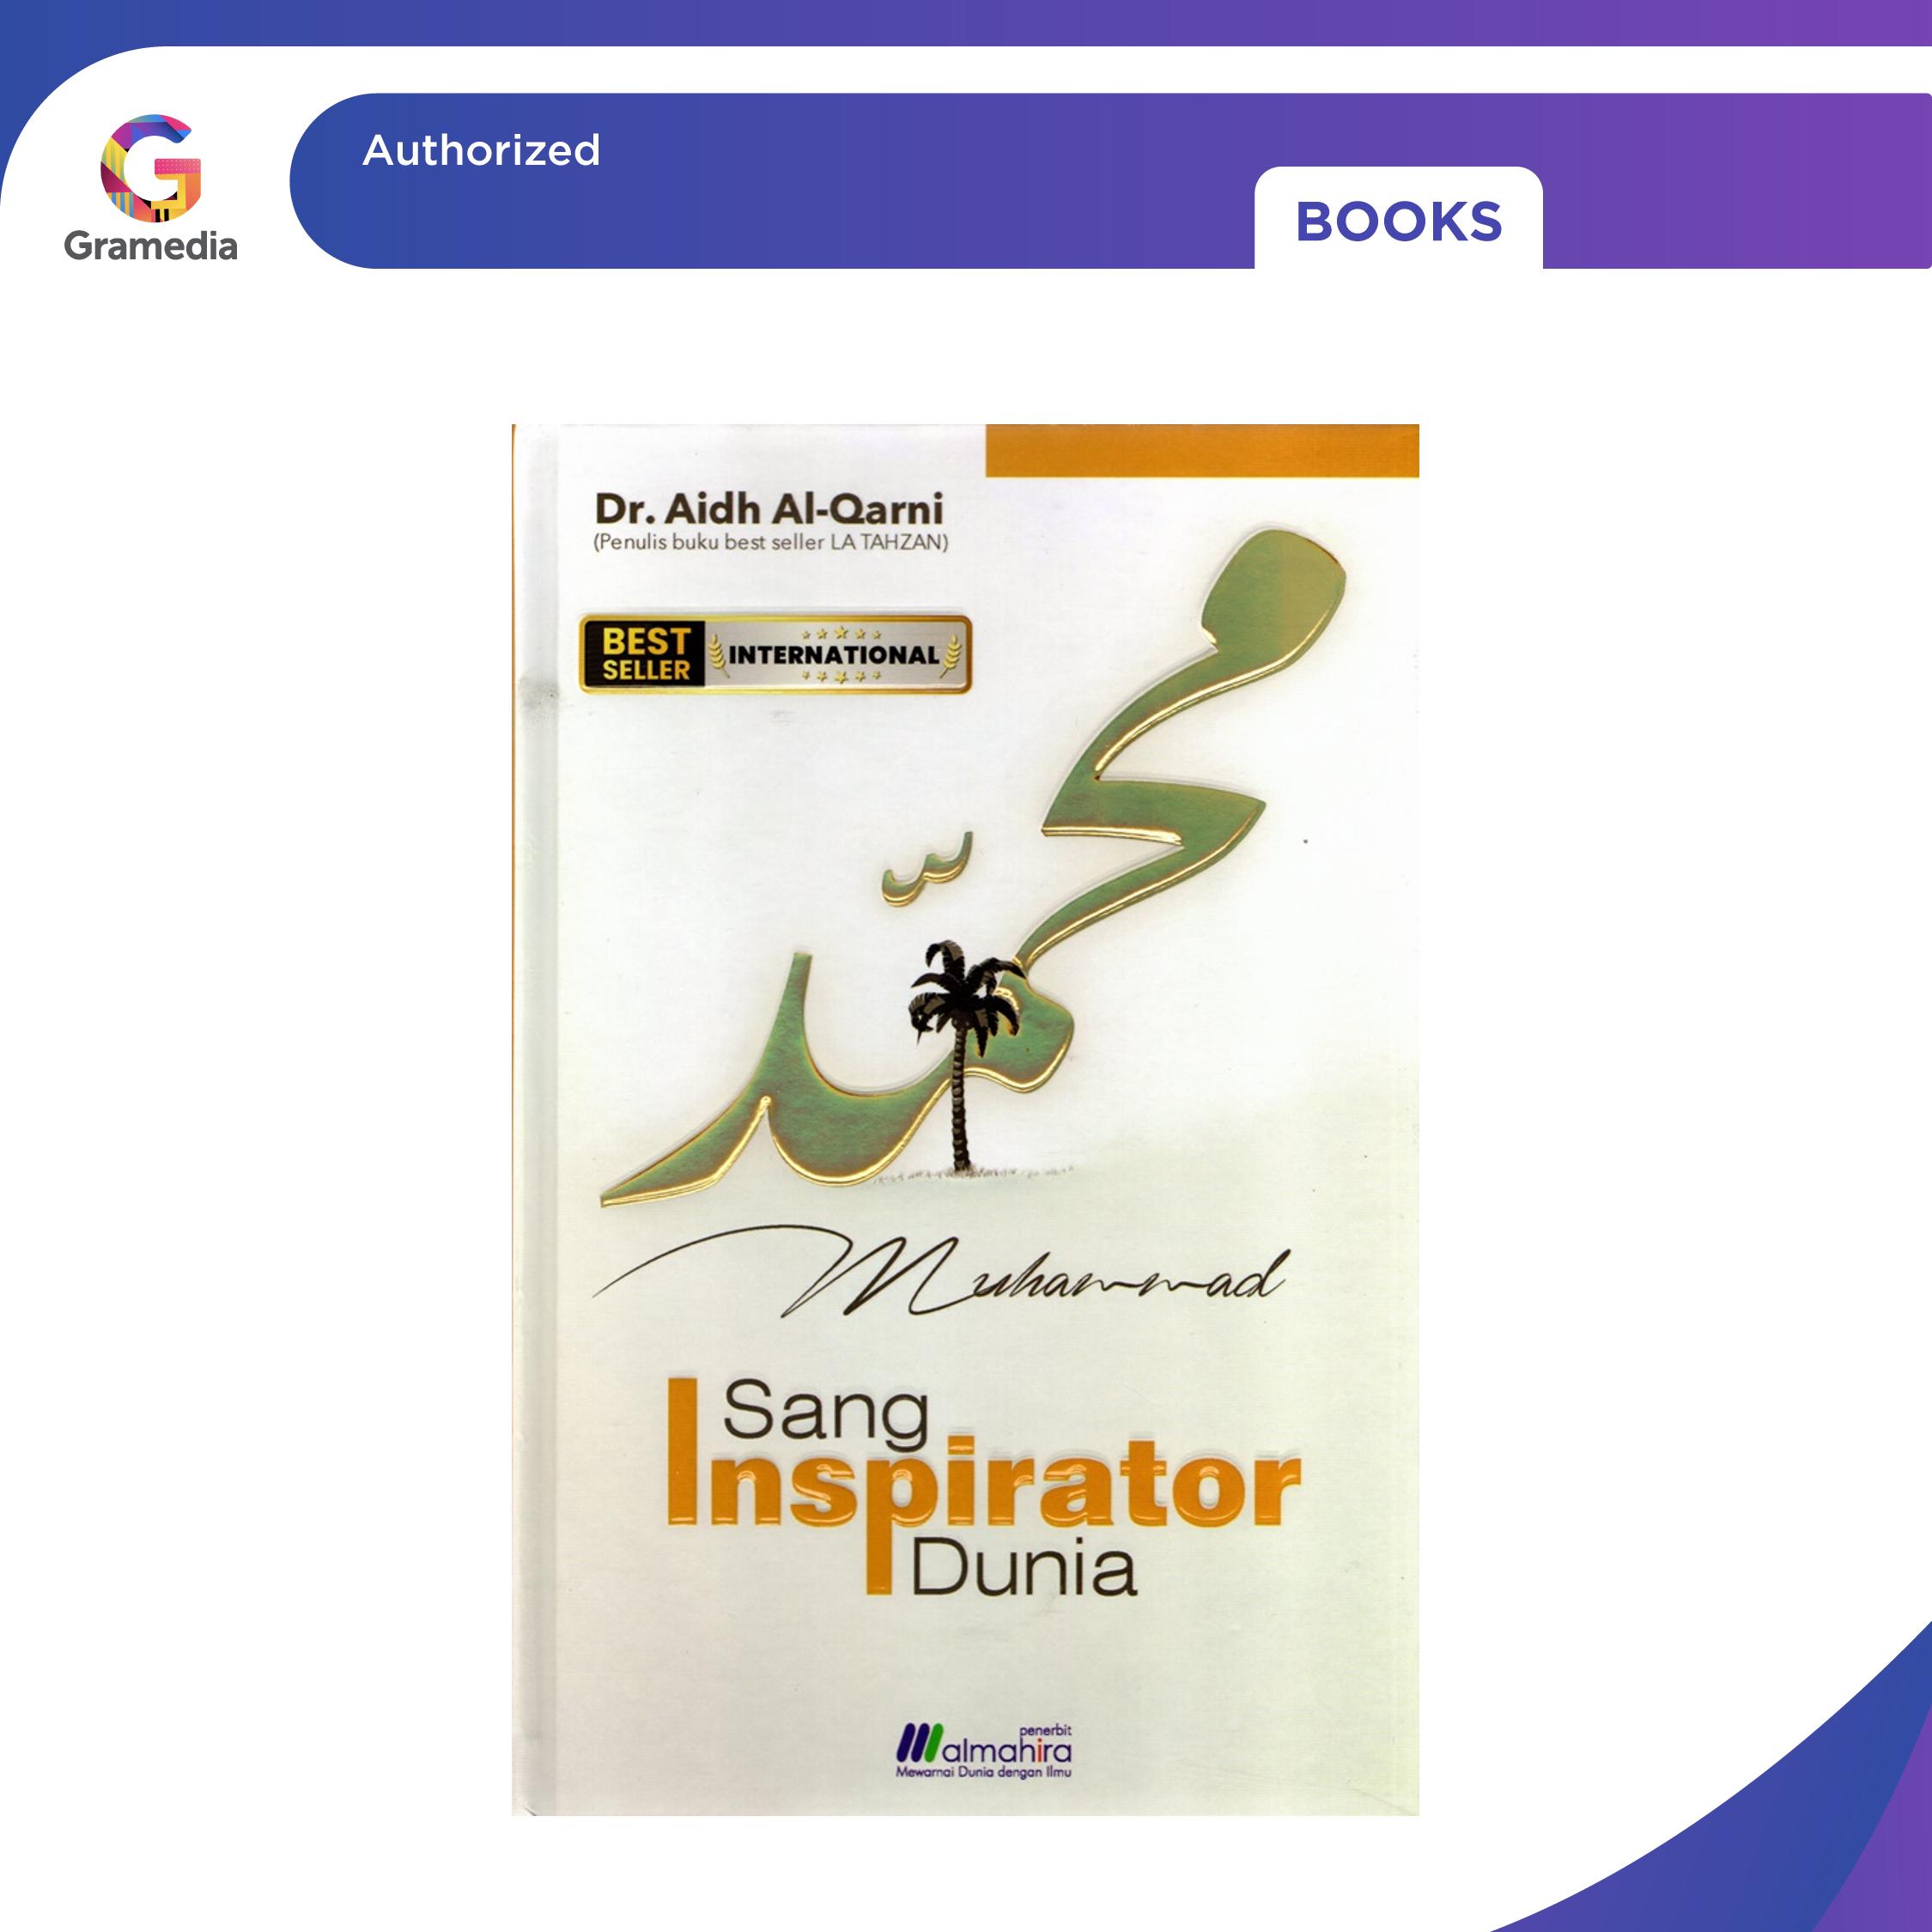 Gramedia
Authorized
BOOKS
Dr. Aidh Al-Qarni
(Penulis buku best seller LA TAHZAN)
BEST
SELLER
INTERNATIONAL
محمّد
Muhammad
Sang
Inspirator
Dunia
penerbit
almahira
Mewarnai Dunia dengan Ilmu